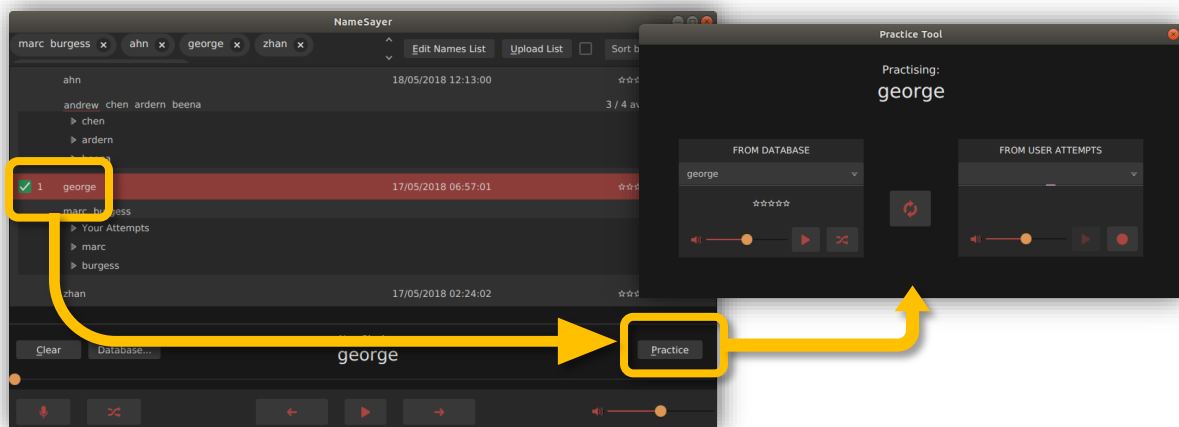 NameSayer
marc burgess x ahn x george x zhan x
Edit Names List Upload List Sort b
ahn 18/05/2018 12:13:00 ☆☆☆
andrew chen ardern beena 3 / 4 av
chen
ardern
beena
1 george 17/05/2018 06:57:01 ☆☆☆
marc burgess
Your Attempts
marc
burgess
zhan 17/05/2018 02:24:02 ☆☆☆
Clear Database... george Practice
Practice Tool
Practising:
george
FROM DATABASE
george
☆☆☆☆☆
FROM USER ATTEMPTS